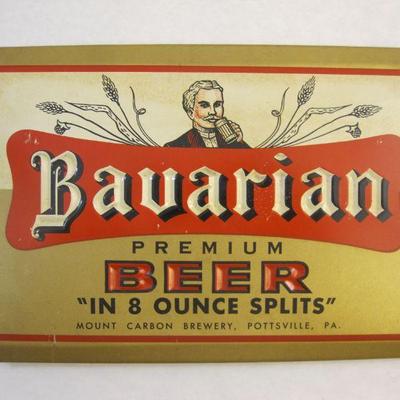 Bavarian
PREMIUM
BEER
"IN 8 OUNCE SPLITS"
MOUNT CARBON BREWERY, POTTSVILLE, PA.